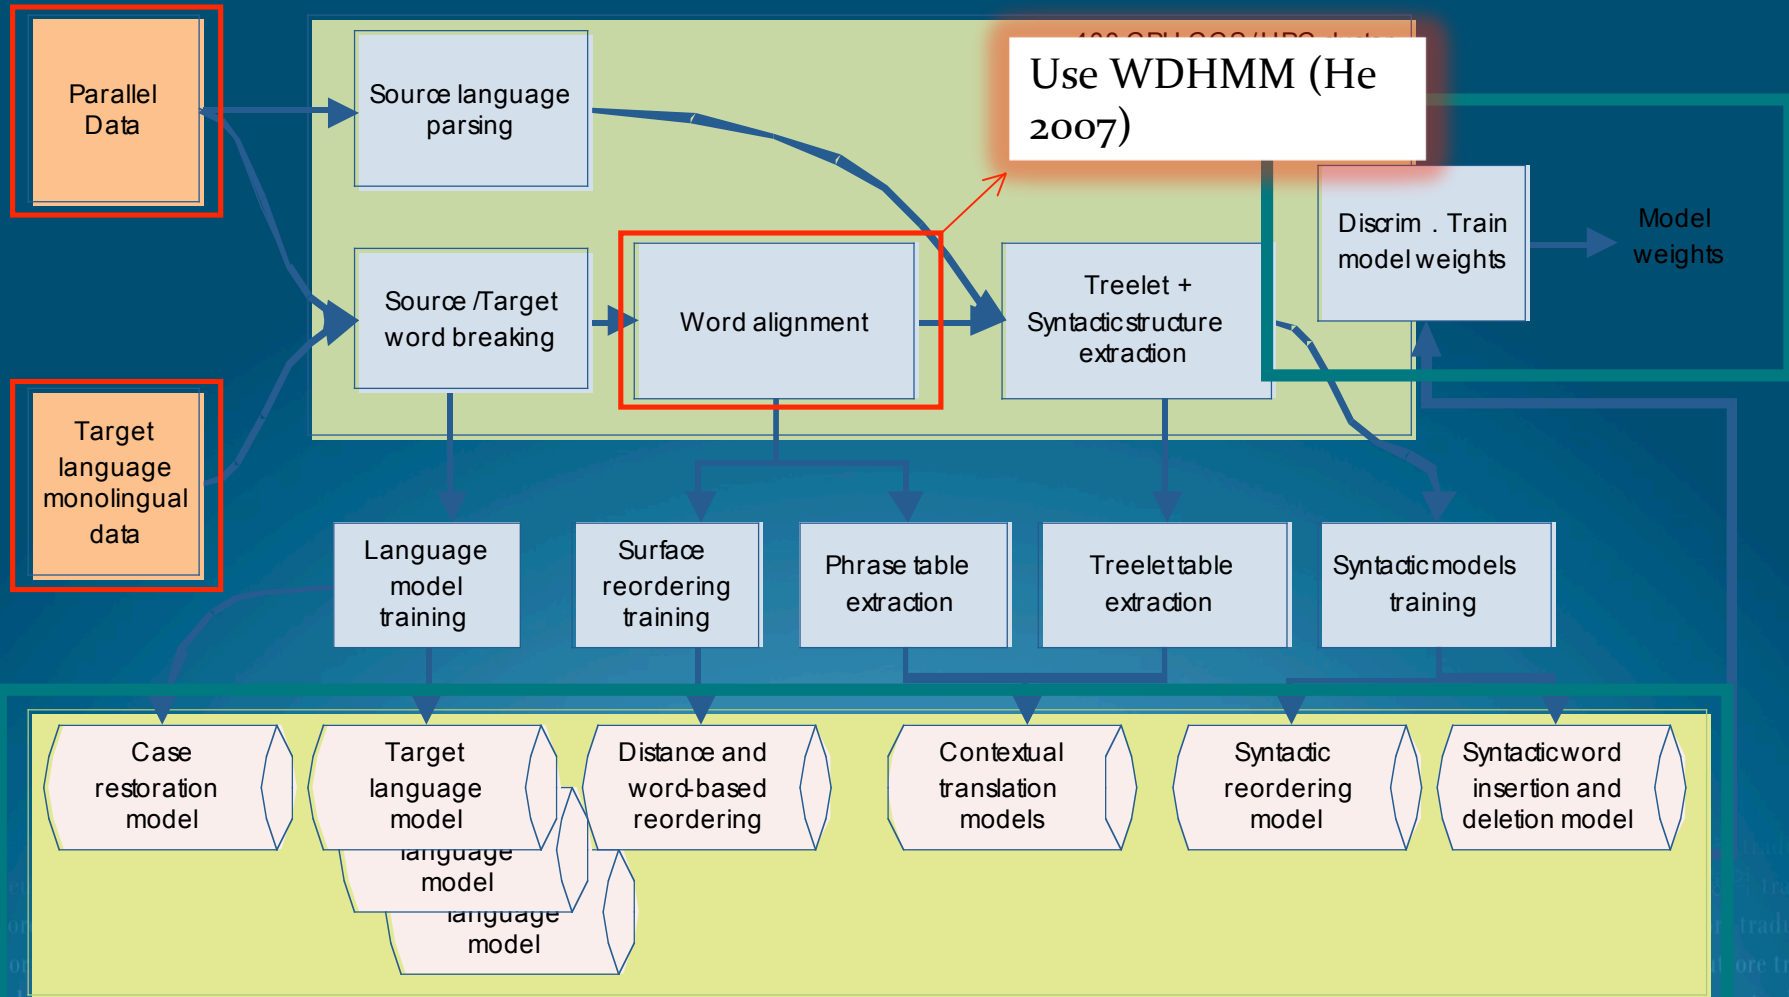 Parallel
Data
Source language
parsing
Use WDHMM (He
2007)
Discrim . Train
model weights
Model
weights
Source /Target
word breaking
Word alignment
Treelet +
Syntactic structure
extraction
Target
language
monolingual
data
Language
model
training
Surface
reordering
training
Phrase table
extraction
Treelet table
extraction
Syntactic models
training
Case
restoration
model
Target
language
model
language
model
language
model
Distance and
word-based
reordering
Contextual
translation
models
Syntactic
reordering
model
Syntactic word
insertion and
deletion model